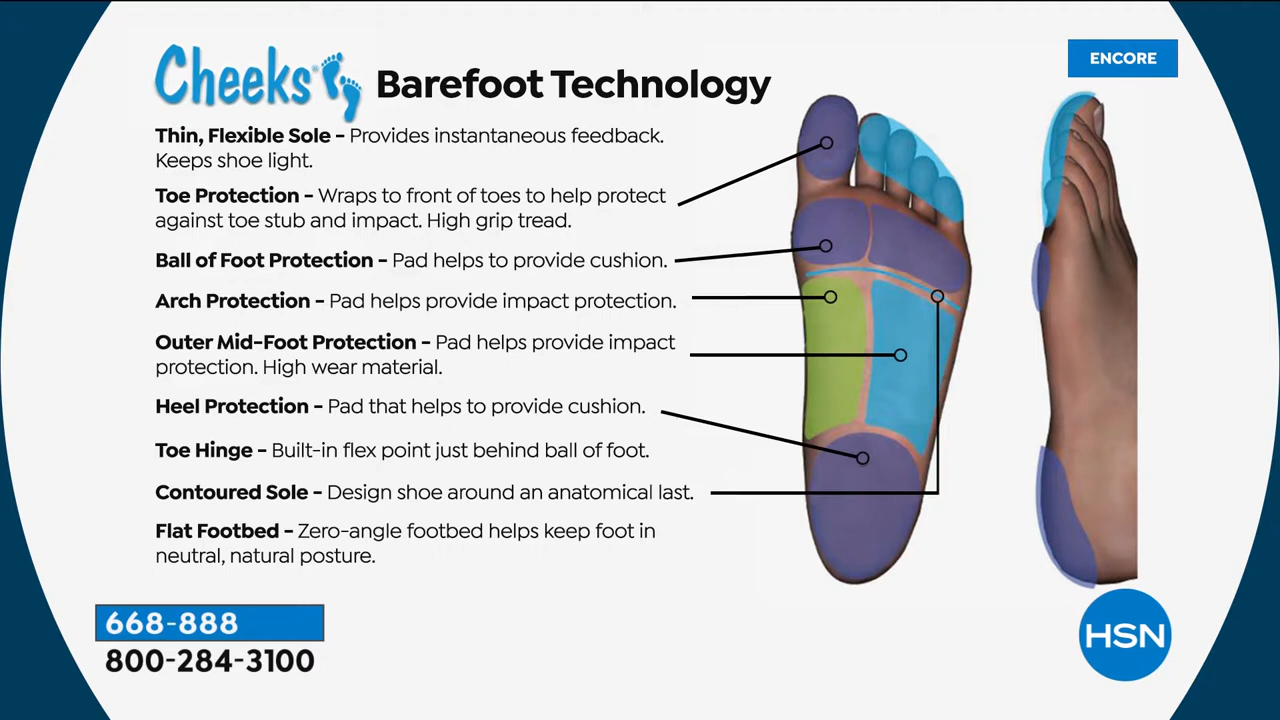 ENCORE
Cheeks® Barefoot Technology
Thin, Flexible Sole – Provides instantaneous feedback.
Keeps shoe light.
Toe Protection – Wraps to front of toes to help protect
against toe stub and impact. High grip tread.
Ball of Foot Protection – Pad helps to provide cushion.
Arch Protection – Pad helps provide impact protection.
Outer Mid-Foot Protection – Pad helps provide impact
protection. High wear material.
Heel Protection – Pad that helps to provide cushion.
Toe Hinge – Built-in flex point just behind ball of foot.
Contoured Sole – Design shoe around an anatomical last.
Flat Footbed – Zero-angle footbed helps keep foot in
neutral, natural posture.
668-888
800-284-3100
HSN